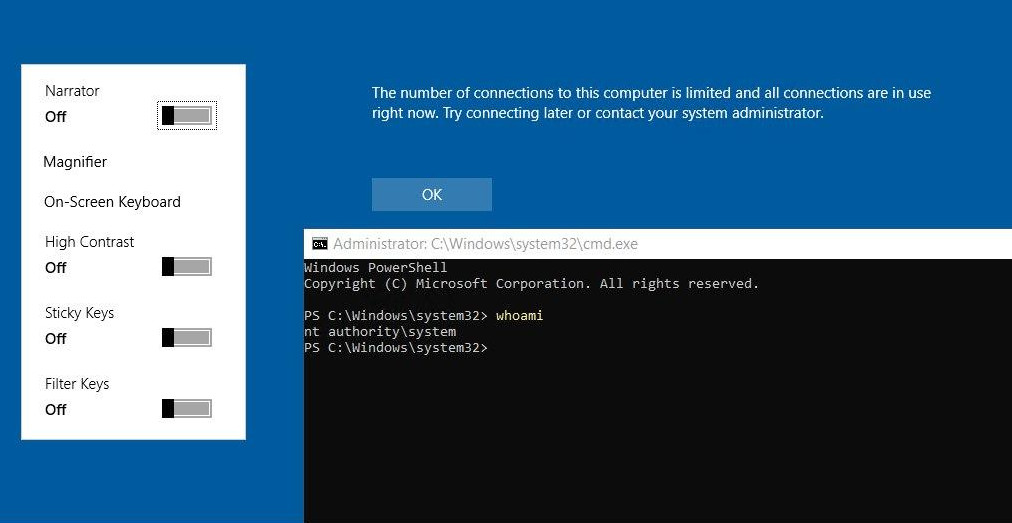 Narrator
Off
Magnifier
On-Screen Keyboard
High Contrast
Off
Sticky Keys
Off
Filter Keys
Off
The number of connections to this computer is limited and all connections are in use
right now. Try connecting later or contact your system administrator.
OK
C:\. Administrator: C:\Windows\system32\cmd.exe
Windows PowerShell
Copyright (C) Microsoft Corporation. All rights reserved.
PS C:\Windows\system32> whoami
nt authority\system
PS C:\Windows\system32>